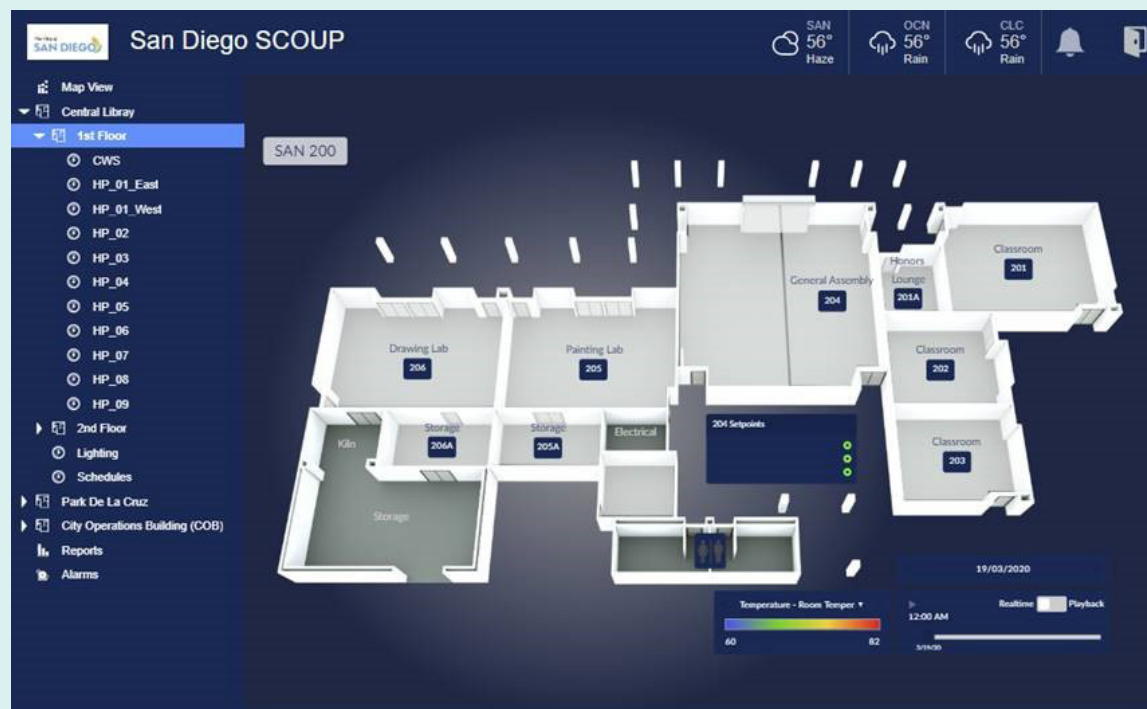 The City of
SAN DIEGO
San Diego SCOUP
SAN
56°
Haze
OCN
56°
Rain
CLC
56°
Rain
Map View
Central Libray
1st Floor
CWS
HP_01_East
HP_01_West
HP_02
HP_03
HP_04
HP_05
HP_06
HP_07
HP_08
HP_09
2nd Floor
Lighting
Schedules
Park De La Cruz
City Operations Building (COB)
Reports
Alarms
SAN 200
Classroom
201
Honors
Lounge
201A
General Assembly
204
Drawing Lab
206
Painting Lab
205
Classroom
202
Classroom
203
Kiln
Storage
206A
Storage
205A
Electrical
Storage
204 Setpoints
19/03/2020
Temperature - Room Temper ▾
60
82
Realtime
Playback
12:00 AM
3/19/20